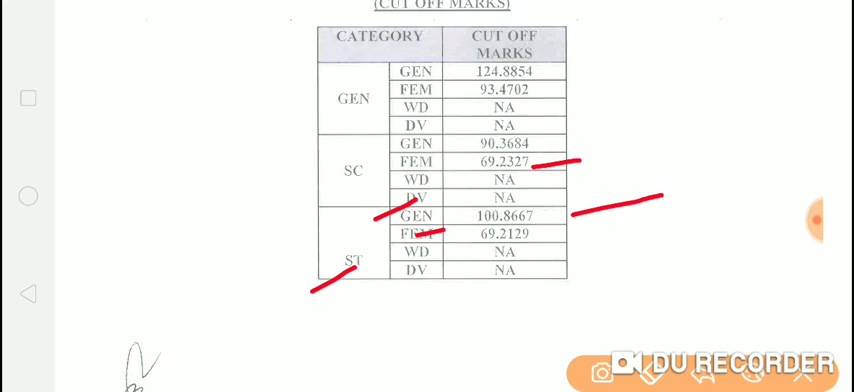 (CUT OFF MARKS)
CATEGORY CUT OFF MARKS
GEN GEN 124.8854
FEM 93.4702
WD NA
DV NA
SC GEN 90.3684
FEM 69.2327
WD NA
DV NA
ST GEN 100.8667
FEM 69.2129
WD NA
DV NA
DU RECORDER